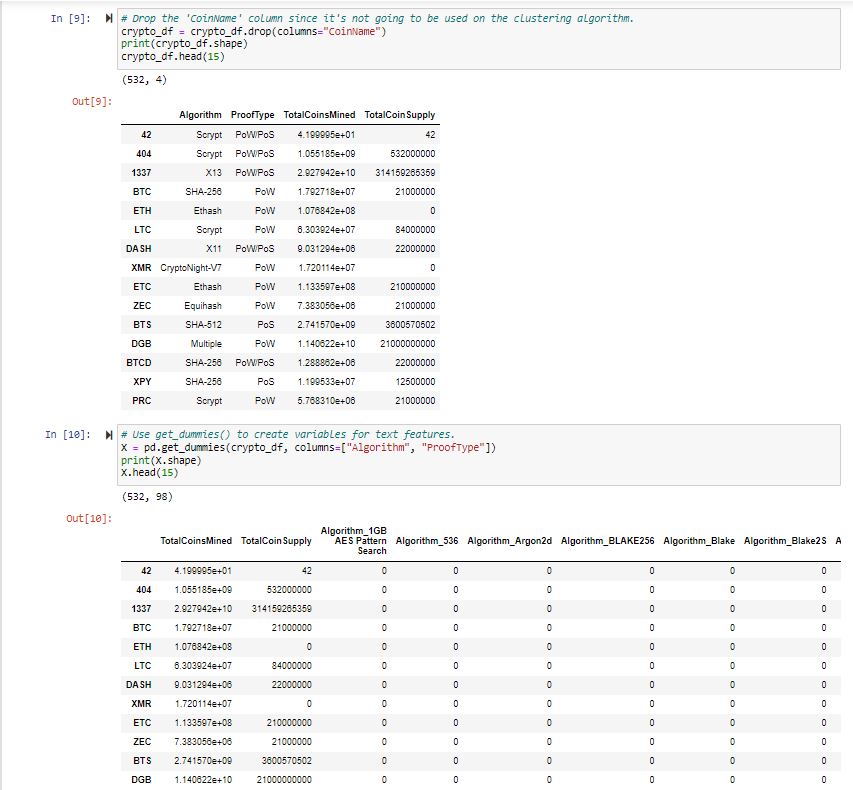 In [9]: # Drop the 'CoinName' column since it's not going to be used on the clustering algorithm.
crypto_df = crypto_df.drop(columns="CoinName")
print(crypto_df.shape)
crypto_df.head(15)
(532, 4)
Out[9]:
Algorithm ProofType TotalCoinsMined TotalCoinSupply
42 Scrypt PoW/PoS 4.199995e+01 42
404 Scrypt PoW/PoS 1.055185e+09 532000000
1337 X13 PoW/PoS 2.927942e+10 314159265359
BTC SHA-256 PoW 1.792718e+07 21000000
ETH Ethash PoW 1.076842e+08 0
LTC Scrypt PoW 6.303924e+07 84000000
DASH X11 PoW/PoS 9.031294e+06 22000000
XMR CryptoNight-V7 PoW 1.720114e+07 0
ETC Ethash PoW 1.133597e+08 210000000
ZEC Equihash PoW 7.383056e+06 21000000
BTS SHA-512 PoS 2.741570e+09 3600570502
DGB Multiple PoW 1.140622e+10 21000000000
BTCD SHA-256 PoW/PoS 1.288862e+06 22000000
XPY SHA-256 PoS 1.199533e+07 12500000
PRC Scrypt PoW 5.768310e+06 21000000
In [10]: # Use get_dummies() to create variables for text features.
X = pd.get_dummies(crypto_df, columns=["Algorithm", "ProofType"])
print(X.shape)
X.head(15)
(532, 98)
Out[10]:
TotalCoinsMined TotalCoinSupply Algorithm_1GB AES Pattern Search Algorithm_536 Algorithm_Argon2d Algorithm_BLAKE256 Algorithm_Blake Algorithm_Blake2S A
42 4.199995e+01 42 0 0 0 0 0 0
404 1.055185e+09 532000000 0 0 0 0 0 0
1337 2.927942e+10 314159265359 0 0 0 0 0 0
BTC 1.792718e+07 21000000 0 0 0 0 0 0
ETH 1.076842e+08 0 0 0 0 0 0 0
LTC 6.303924e+07 84000000 0 0 0 0 0 0
DASH 9.031294e+06 22000000 0 0 0 0 0 0
XMR 1.720114e+07 0 0 0 0 0 0 0
ETC 1.133597e+08 210000000 0 0 0 0 0 0
ZEC 7.383056e+06 21000000 0 0 0 0 0 0
BTS 2.741570e+09 3600570502 0 0 0 0 0 0
DGB 1.140622e+10 21000000000 0 0 0 0 0 0